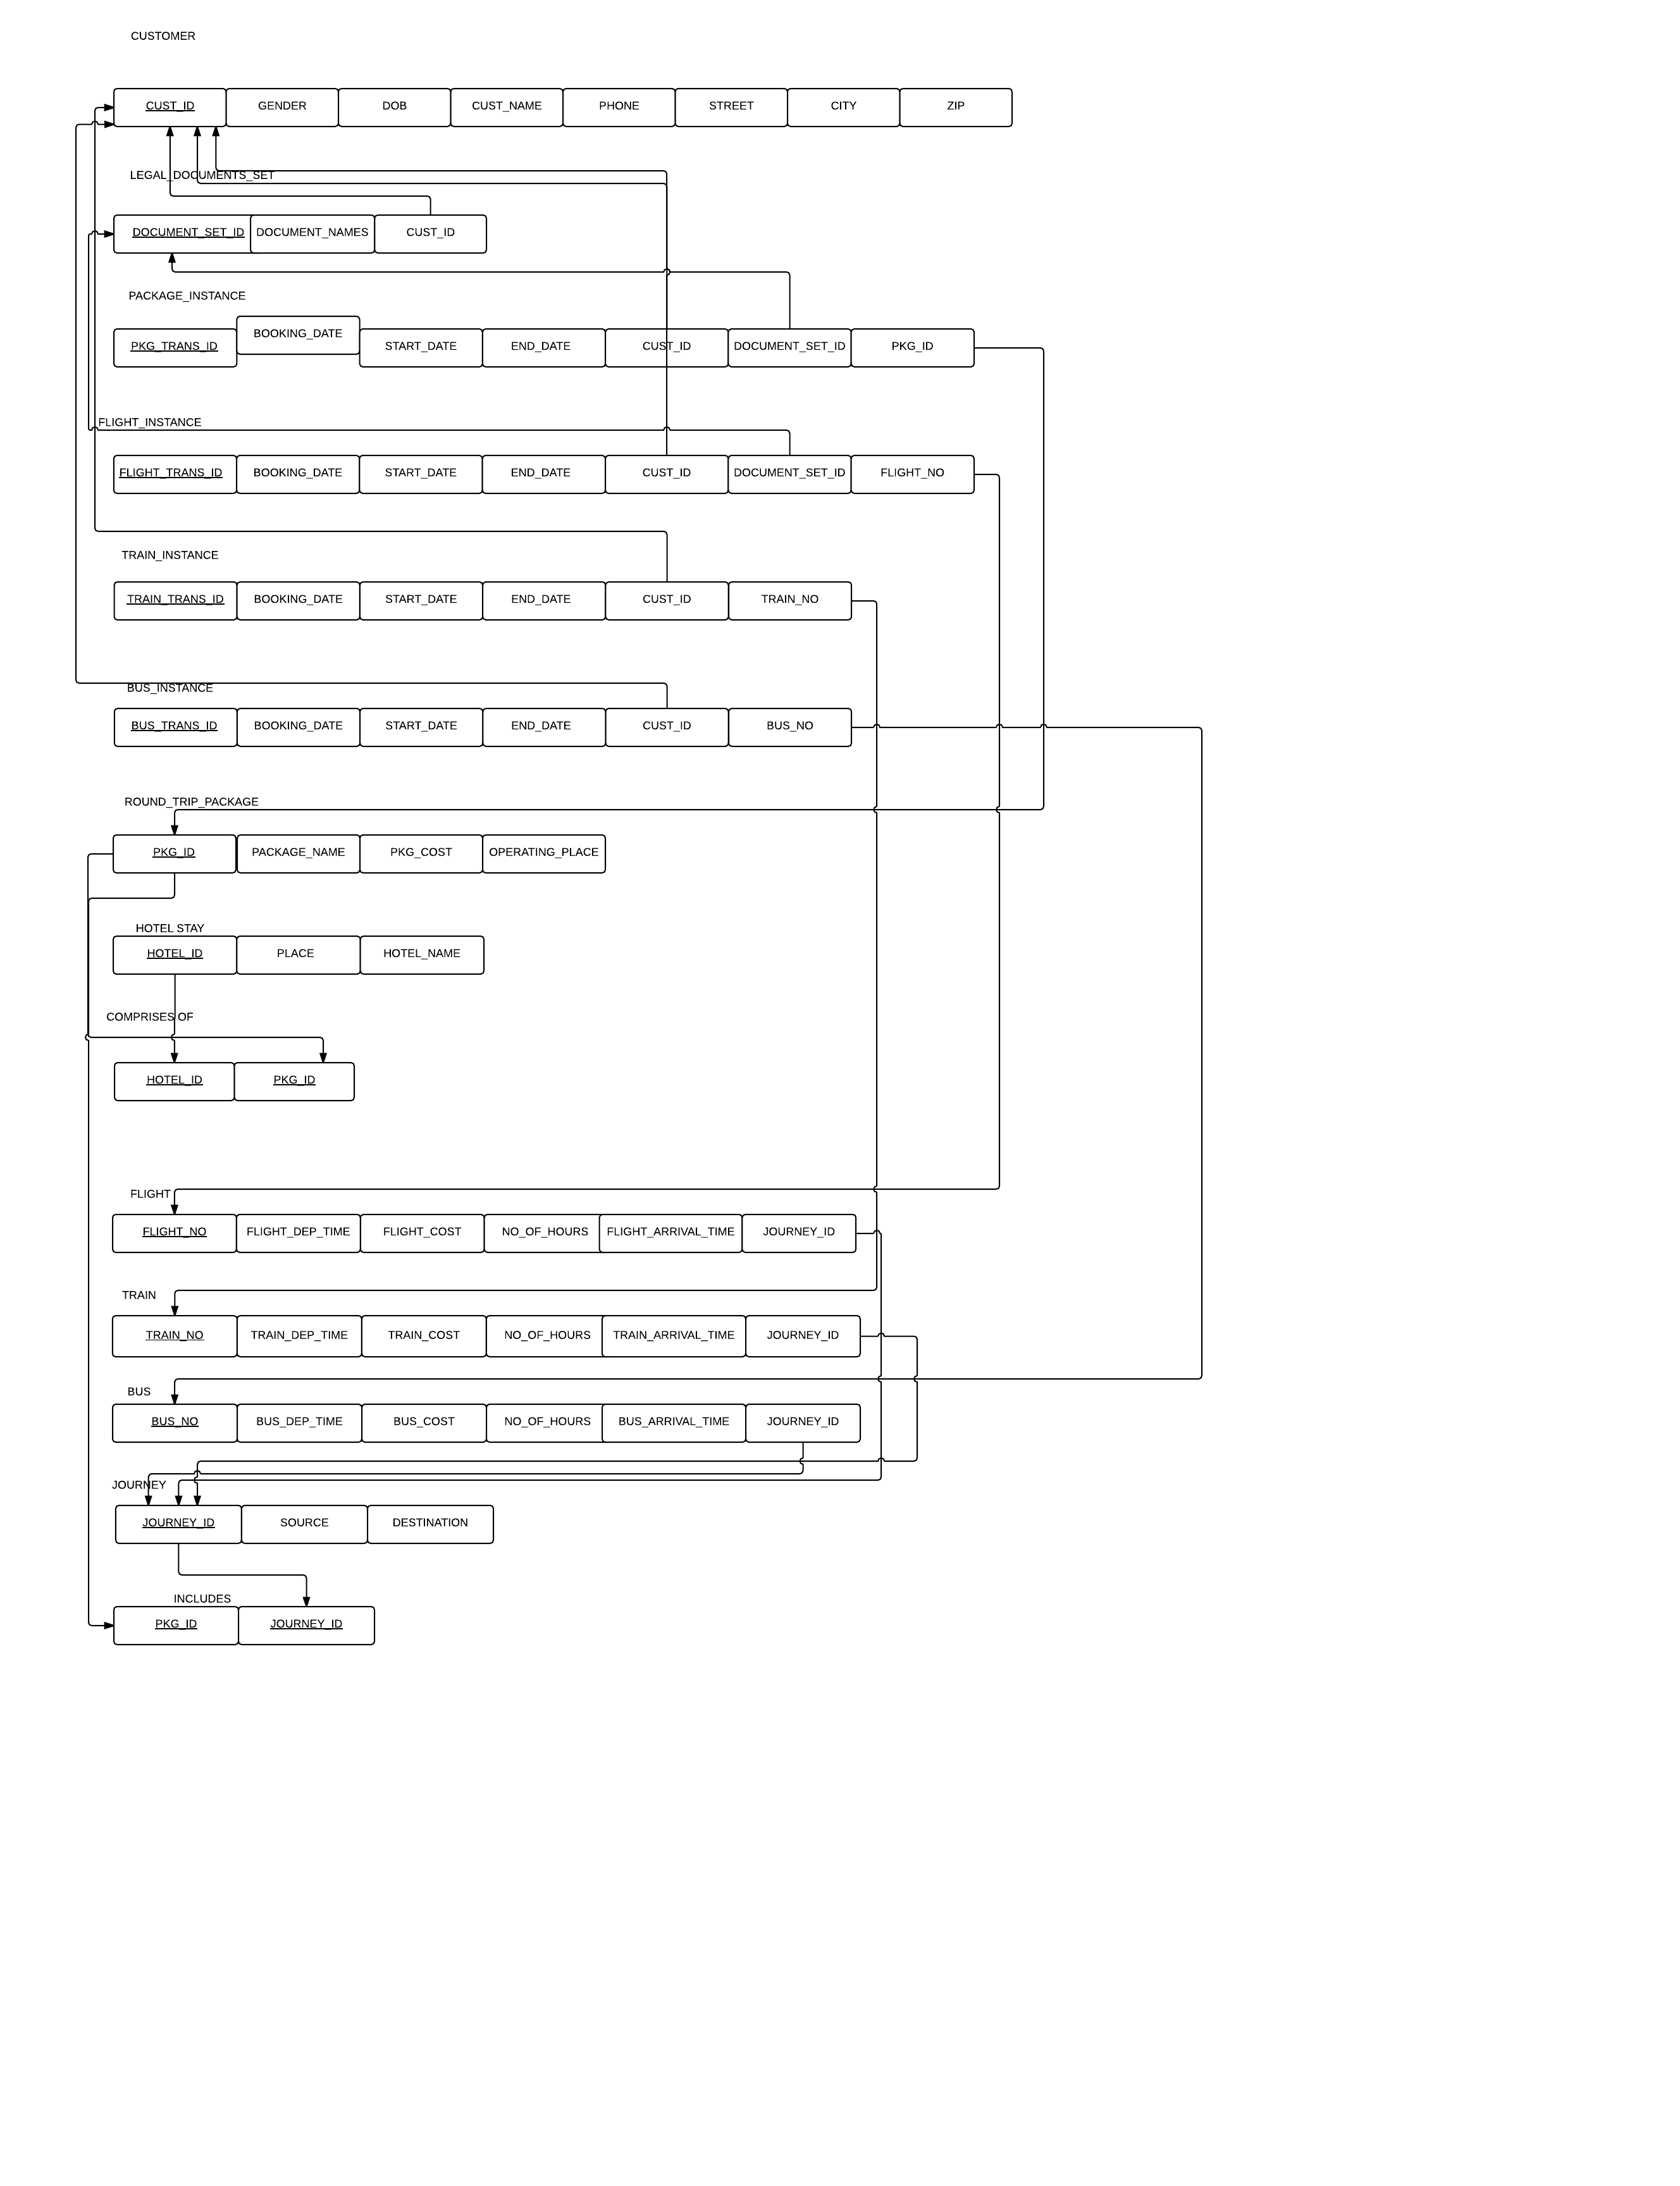 CUSTOMER
CUST_ID GENDER DOB CUST_NAME PHONE STREET CITY ZIP
LEGAL_DOCUMENTS_SET
DOCUMENT_SET_ID DOCUMENT_NAMES CUST_ID
PACKAGE_INSTANCE
PKG_TRANS_ID BOOKING_DATE START_DATE END_DATE CUST_ID DOCUMENT_SET_ID PKG_ID
FLIGHT_INSTANCE
FLIGHT_TRANS_ID BOOKING_DATE START_DATE END_DATE CUST_ID DOCUMENT_SET_ID FLIGHT_NO
TRAIN_INSTANCE
TRAIN_TRANS_ID BOOKING_DATE START_DATE END_DATE CUST_ID TRAIN_NO
BUS_INSTANCE
BUS_TRANS_ID BOOKING_DATE START_DATE END_DATE CUST_ID BUS_NO
ROUND_TRIP_PACKAGE
PKG_ID PACKAGE_NAME PKG_COST OPERATING_PLACE
HOTEL STAY
HOTEL_ID PLACE HOTEL_NAME
COMPRISES OF
HOTEL_ID PKG_ID
FLIGHT
FLIGHT_NO FLIGHT_DEP_TIME FLIGHT_COST NO_OF_HOURS FLIGHT_ARRIVAL_TIME JOURNEY_ID
TRAIN
TRAIN_NO TRAIN_DEP_TIME TRAIN_COST NO_OF_HOURS TRAIN_ARRIVAL_TIME JOURNEY_ID
BUS
BUS_NO BUS_DEP_TIME BUS_COST NO_OF_HOURS BUS_ARRIVAL_TIME JOURNEY_ID
JOURNEY
JOURNEY_ID SOURCE DESTINATION
INCLUDES
PKG_ID JOURNEY_ID